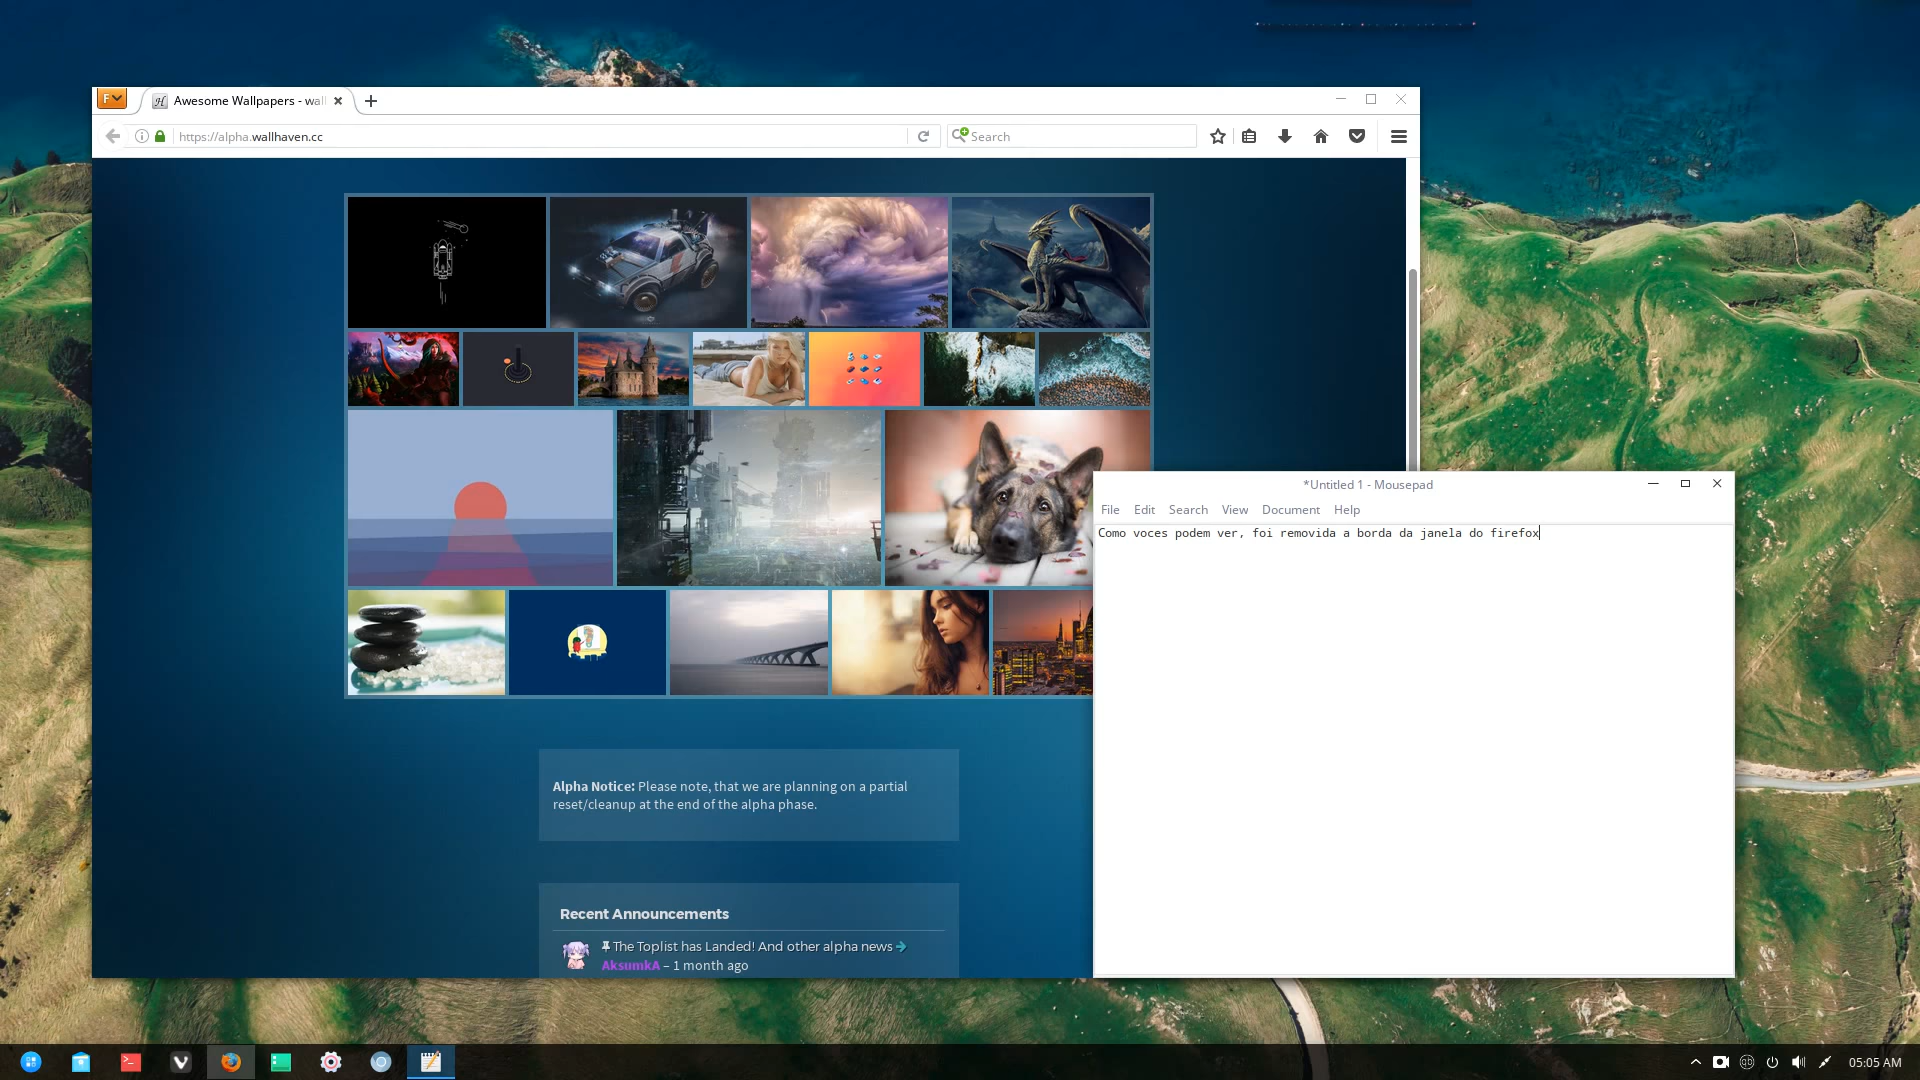 F
Awesome Wallpapers - wal
https://alpha.wallhaven.cc
Search
*Untitled 1 - Mousepad
File Edit Search View Document Help
Como voces podem ver, foi removida a borda da janela do firefox
Alpha Notice: Please note, that we are planning on a partial
reset/cleanup at the end of the alpha phase.
Recent Announcements
The Toplist has Landed! And other alpha news
AksumkA – 1 month ago
05:05 AM